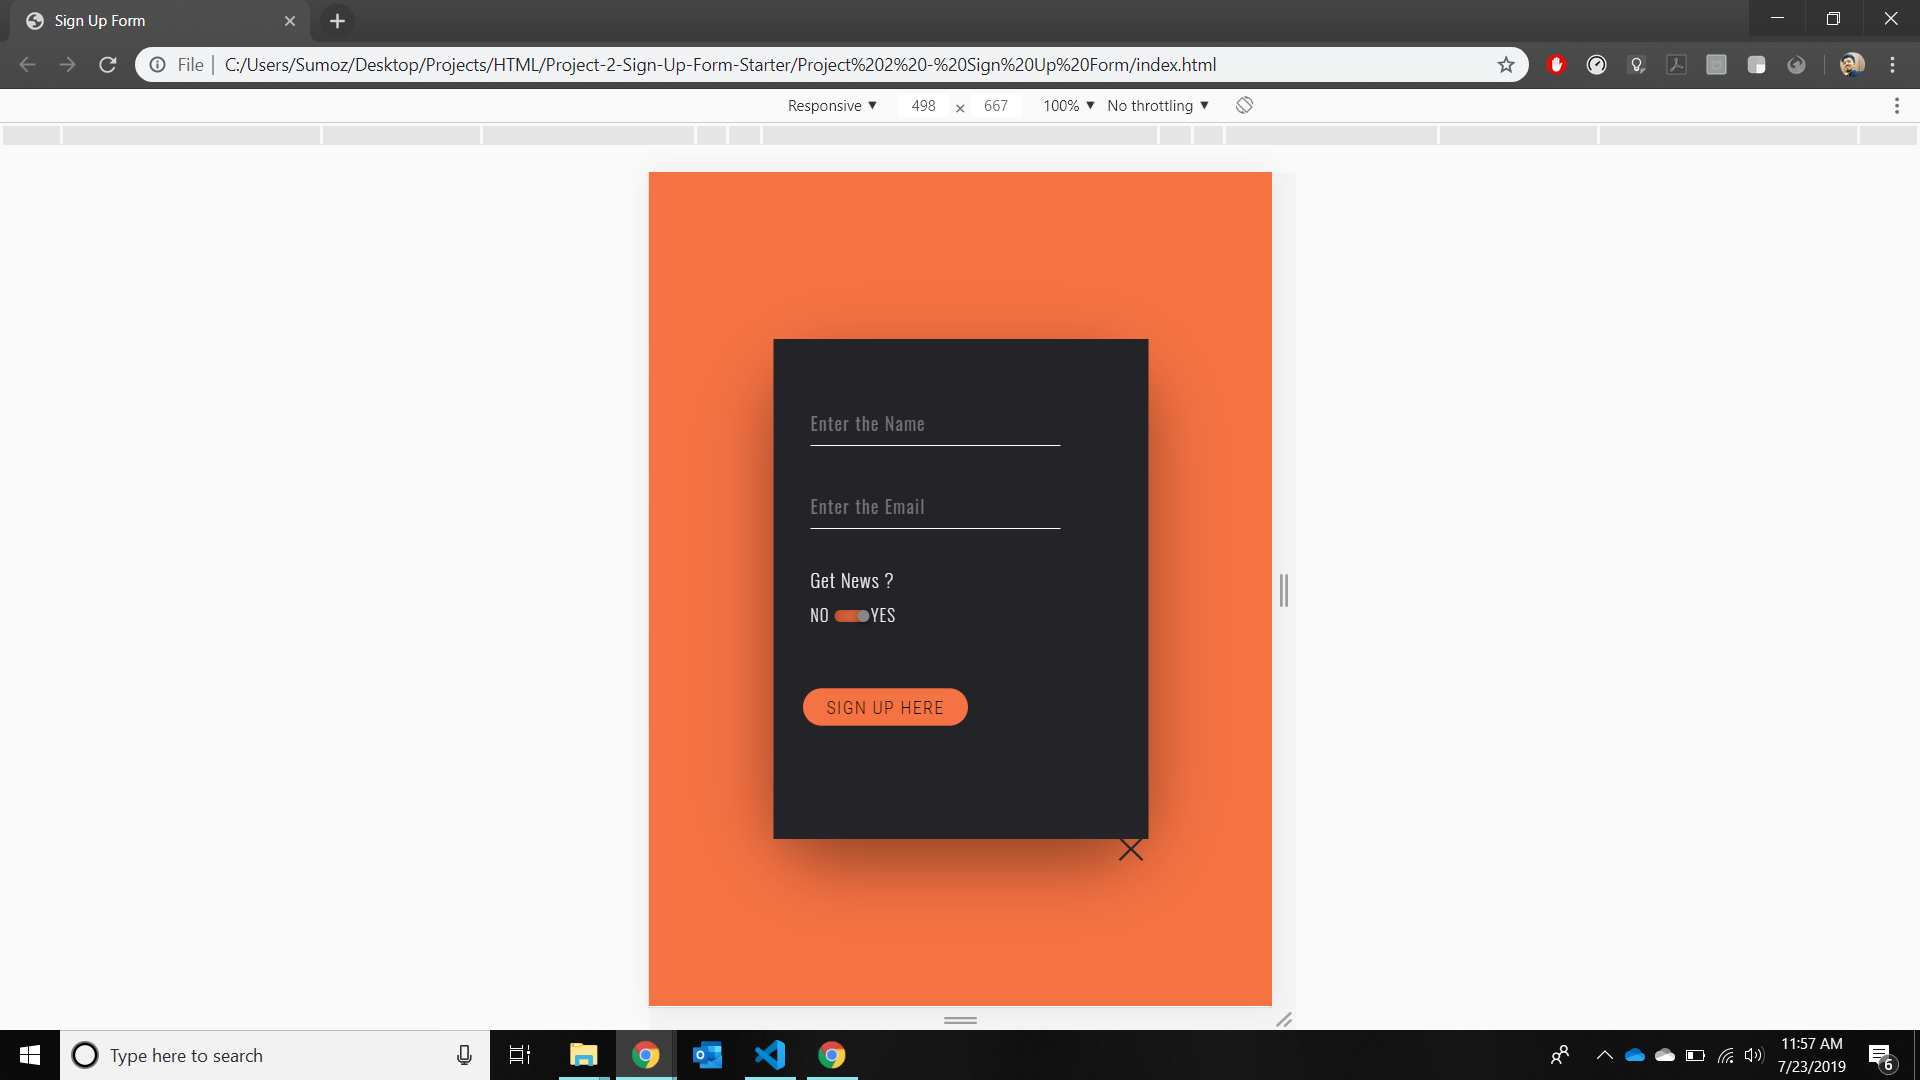 Sign Up Form
File
C:/Users/Sumoz/Desktop/Projects/HTML/Project-2-Sign-Up-Form-Starter/Project%202%20-%20Sign%20Up%20Form/index.html
Responsive ▼ 498 × 667 100% ▼ No throttling ▼
Enter the Name
Enter the Email
Get News ?
NO YES
SIGN UP HERE
Type here to search
11:57 AM
7/23/2019
6